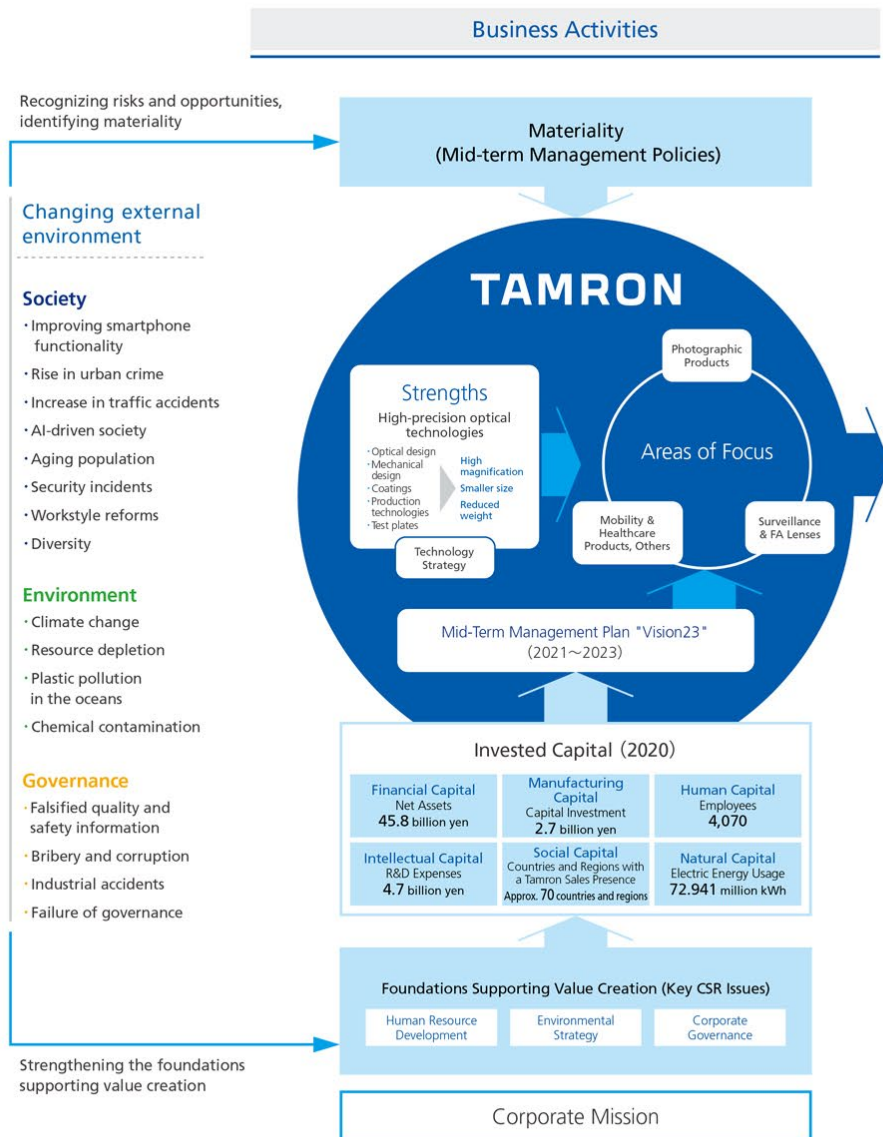 Business Activities
Recognizing risks and opportunities,
identifying materiality
Materiality
(Mid-term Management Policies)
Changing external
environment
Society
・Improving smartphone
functionality
・Rise in urban crime
・Increase in traffic accidents
・AI-driven society
・Aging population
・Security incidents
・Workstyle reforms
・Diversity
Environment
・Climate change
・Resource depletion
・Plastic pollution
in the oceans
・Chemical contamination
Governance
・Falsified quality and
safety information
・Bribery and corruption
・Industrial accidents
・Failure of governance
Strengthening the foundations
supporting value creation
TAMRON
Strengths
High-precision optical
technologies
・Optical design
・Mechanical
design
・Coatings
・Production
technologies
・Test plates
High
magnification
Smaller size
Reduced
weight
Technology
Strategy
Photographic
Products
Areas of Focus
Mobility &
Healthcare
Products, Others
Surveillance
& FA Lenses
Mid-Term Management Plan "Vision23"
(2021～2023)
Invested Capital (2020)
Financial Capital
Net Assets
45.8 billion yen
Manufacturing
Capital
Capital Investment
2.7 billion yen
Human Capital
Employees
4,070
Intellectual Capital
R&D Expenses
4.7 billion yen
Social Capital
Countries and Regions with
a Tamron Sales Presence
Approx. 70 countries and regions
Natural Capital
Electric Energy Usage
72.941 million kWh
Foundations Supporting Value Creation (Key CSR Issues)
Human Resource
Development
Environmental
Strategy
Corporate
Governance
Corporate Mission